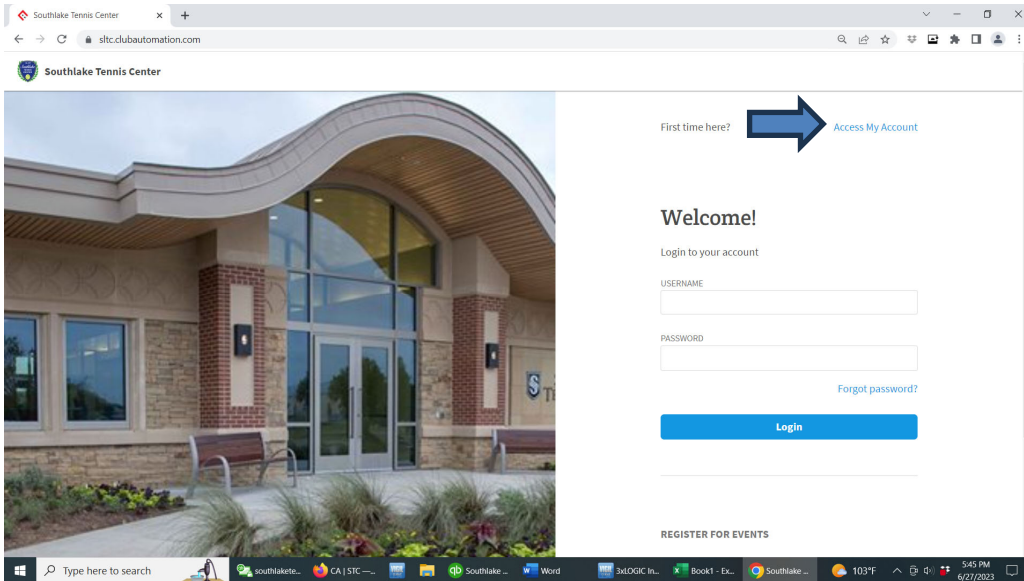 Southlake Tennis Center
sltc.clubautomation.com
Southlake Tennis Center
First time here?
Access My Account
Welcome!
Login to your account
USERNAME
PASSWORD
Forgot password?
Login
REGISTER FOR EVENTS
S
Type here to search
southlakete...
CA | STC —...
Southlake ...
Word
3xLOGIC In...
Book1 - Ex...
Southlake ...
103°F
5:45 PM
6/27/2023